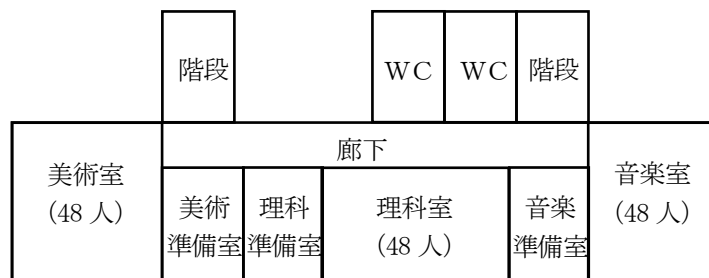 階段
WC
WC
階段
廊下
美術室
(48 人)
美術
準備室
理科
準備室
理科室
(48 人)
音楽
準備室
音楽室
(48 人)